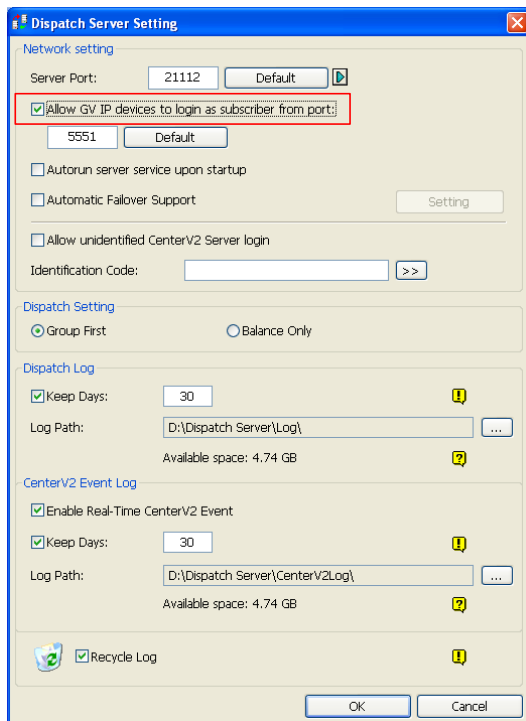 Dispatch Server Setting
Network setting
Server Port: 21112 Default
Allow GV IP devices to login as subscriber from port:
5551 Default
Autorun server service upon startup
Automatic Failover Support Setting
Allow unidentified CenterV2 Server login
Identification Code: >>
Dispatch Setting
Group First Balance Only
Dispatch Log
Keep Days: 30
Log Path: D:\Dispatch Server\Log\ ...
Available space: 4.74 GB
CenterV2 Event Log
Enable Real-Time CenterV2 Event
Keep Days: 30
Log Path: D:\Dispatch Server\CenterV2Log\ ...
Available space: 4.74 GB
Recycle Log
OK Cancel